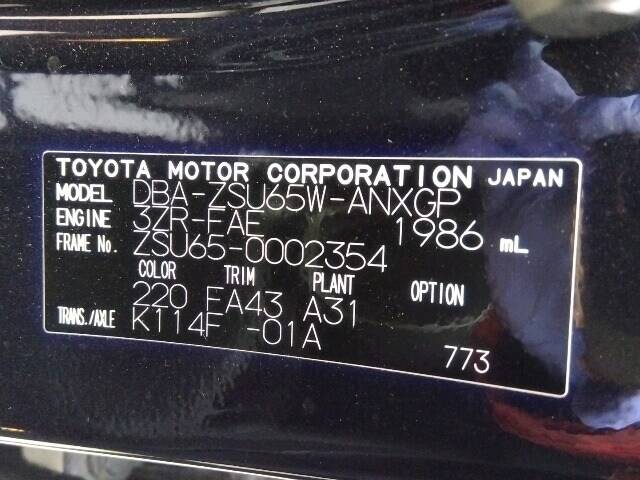 TOYOTA MOTOR CORPORATION JAPAN
MODEL DBA-ZSU65W-ANXGP
ENGINE 3ZR-FAE 1986 mL
FRAME No. ZSU65-0002354
COLOR TRIM PLANT OPTION
220 FA43 A31
TRANS./AXLE K114F -01A
773